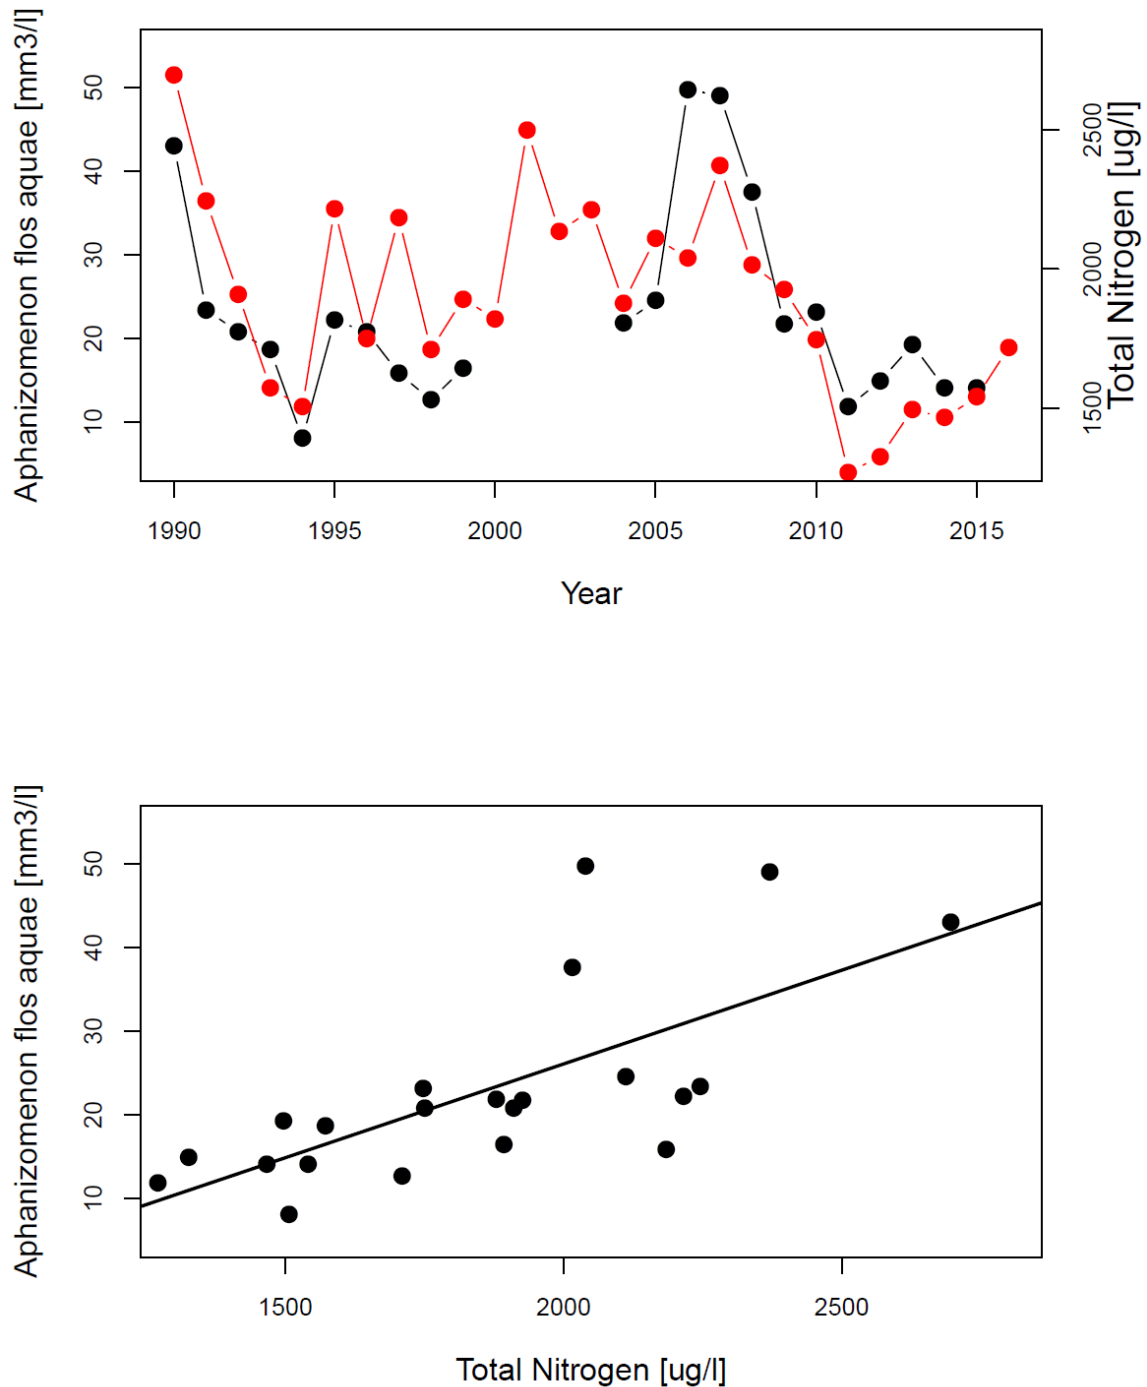 Aphanizomenon flos aquae [mm3/l]
50
40
30
20
10
2500
2000
1500
Total Nitrogen [ug/l]
1990 1995 2000 2005 2010 2015
Year
Aphanizomenon flos aquae [mm3/l]
50
40
30
20
10
1500 2000 2500
Total Nitrogen [ug/l]